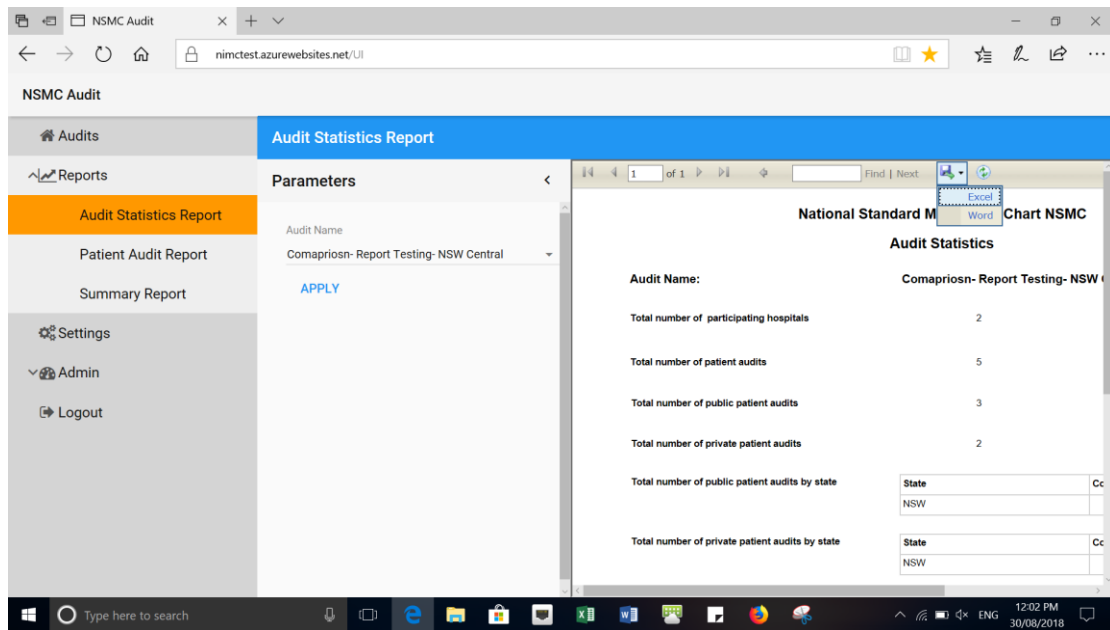 NSMC Audit
nimctest.azurewebsites.net/UI
NSMC Audit
Audits
Reports
Audit Statistics Report
Patient Audit Report
Summary Report
Settings
Admin
Logout
Audit Statistics Report
Parameters
Audit Name
Comapriosn- Report Testing- NSW Central
APPLY
1 of 1 Find | Next
Excel
Word
National Standard M Chart NSMC
Audit Statistics
Audit Name: Comapriosn- Report Testing- NSW
Total number of participating hospitals 2
Total number of patient audits 5
Total number of public patient audits 3
Total number of private patient audits 2
Total number of public patient audits by state State
NSW
Total number of private patient audits by state State
NSW
Type here to search
ENG 12:02 PM
30/08/2018